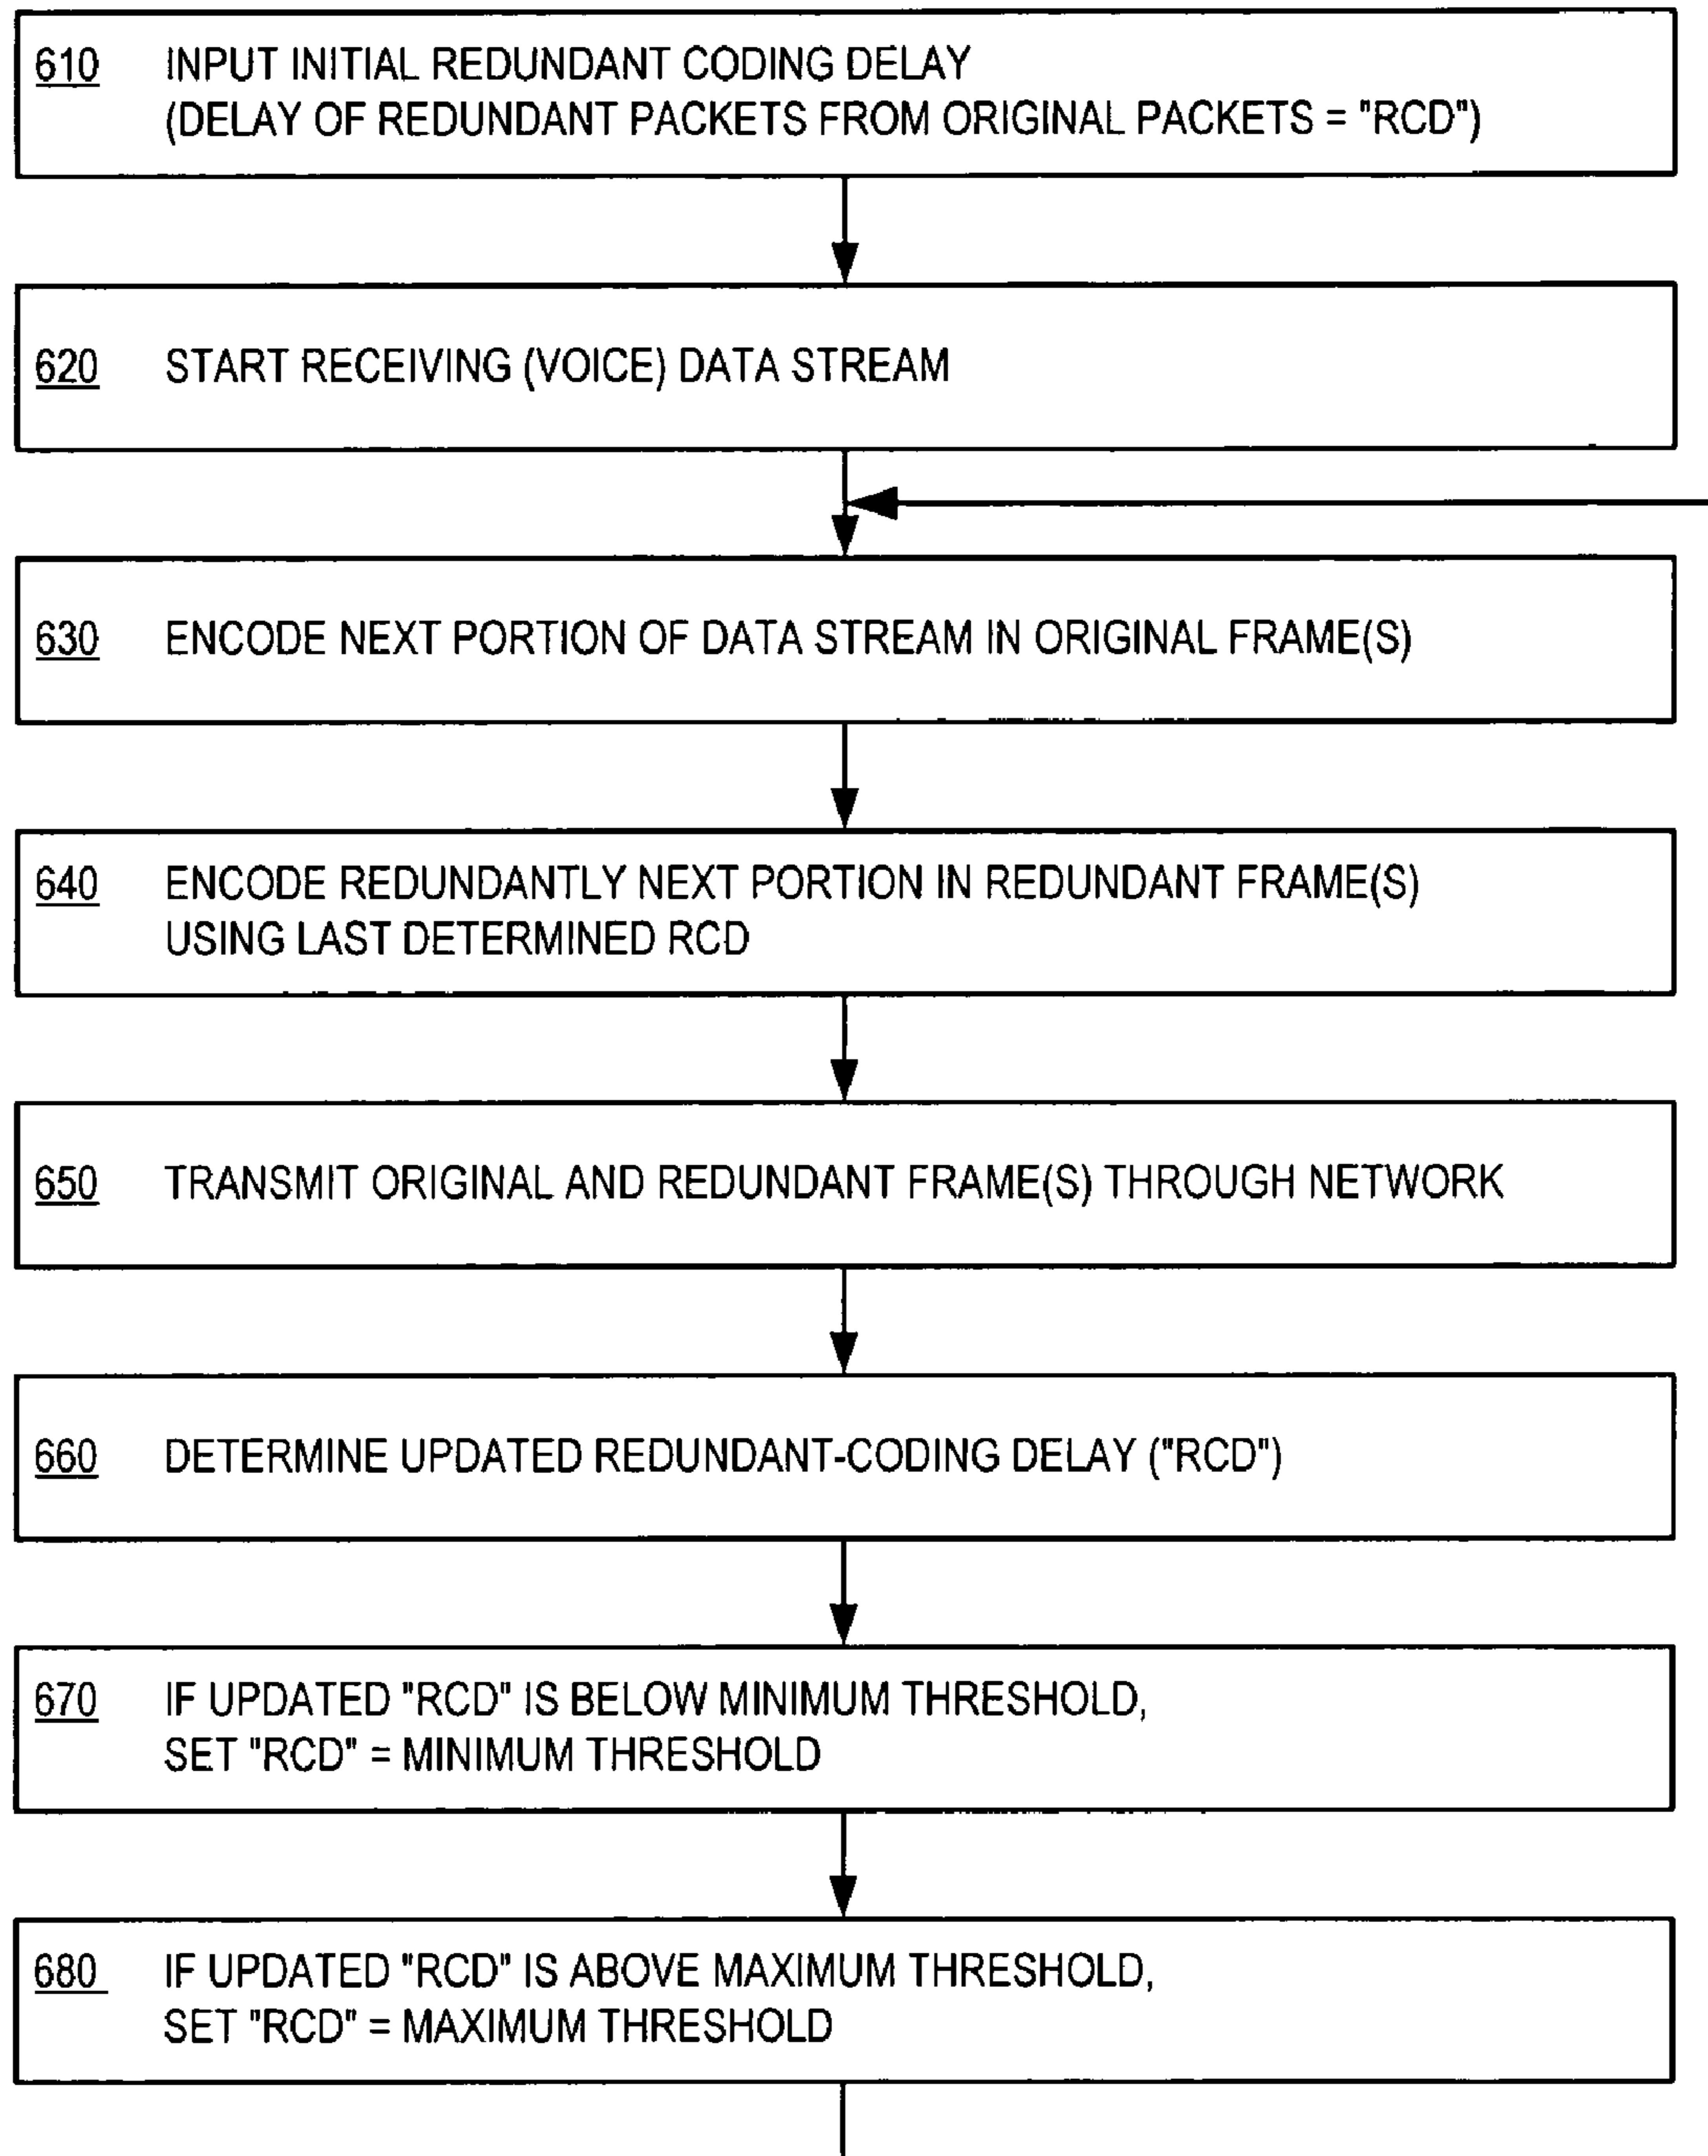 610 INPUT INITIAL REDUNDANT CODING DELAY
(DELAY OF REDUNDANT PACKETS FROM ORIGINAL PACKETS = "RCD")
620 START RECEIVING (VOICE) DATA STREAM
630 ENCODE NEXT PORTION OF DATA STREAM IN ORIGINAL FRAME(S)
640 ENCODE REDUNDANTLY NEXT PORTION IN REDUNDANT FRAME(S)
USING LAST DETERMINED RCD
650 TRANSMIT ORIGINAL AND REDUNDANT FRAME(S) THROUGH NETWORK
660 DETERMINE UPDATED REDUNDANT-CODING DELAY ("RCD")
670 IF UPDATED "RCD" IS BELOW MINIMUM THRESHOLD,
SET "RCD" = MINIMUM THRESHOLD
680 IF UPDATED "RCD" IS ABOVE MAXIMUM THRESHOLD,
SET "RCD" = MAXIMUM THRESHOLD